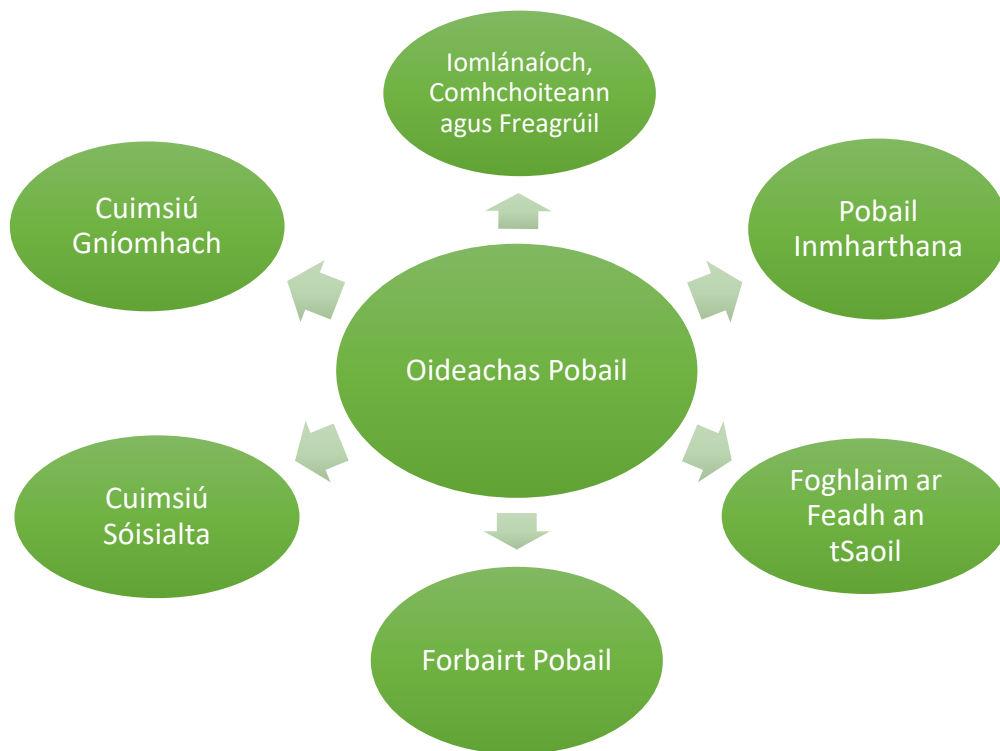 Iomlánaíoch,
Comhchoiteann
agus Freagrúil
Cuimsiú
Gníomhach
Pobail
Inmharthana
Oideachas Pobail
Cuimsiú
Sóisialta
Foghlaim ar
Feadh an
tSaoil
Forbairt Pobail